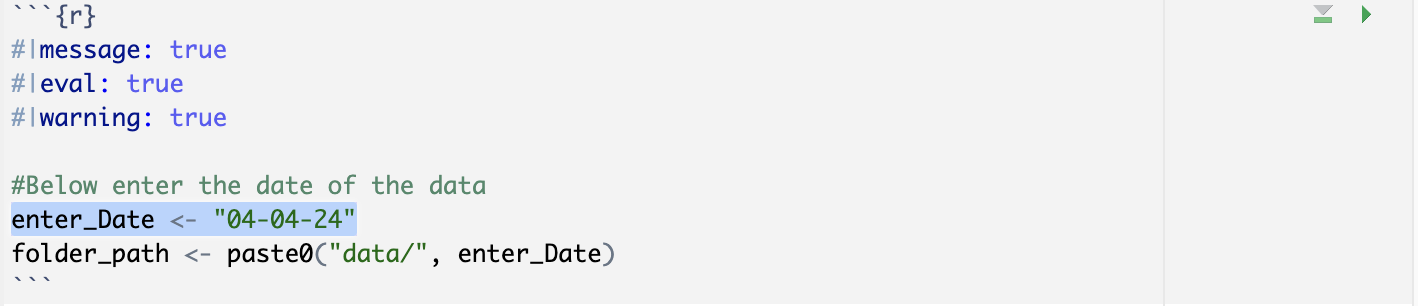 ```{r}
#|message: true
#|eval: true
#|warning: true
#Below enter the date of the data
enter_Date <- "04-04-24"
folder_path <- paste0("data/", enter_Date)
```